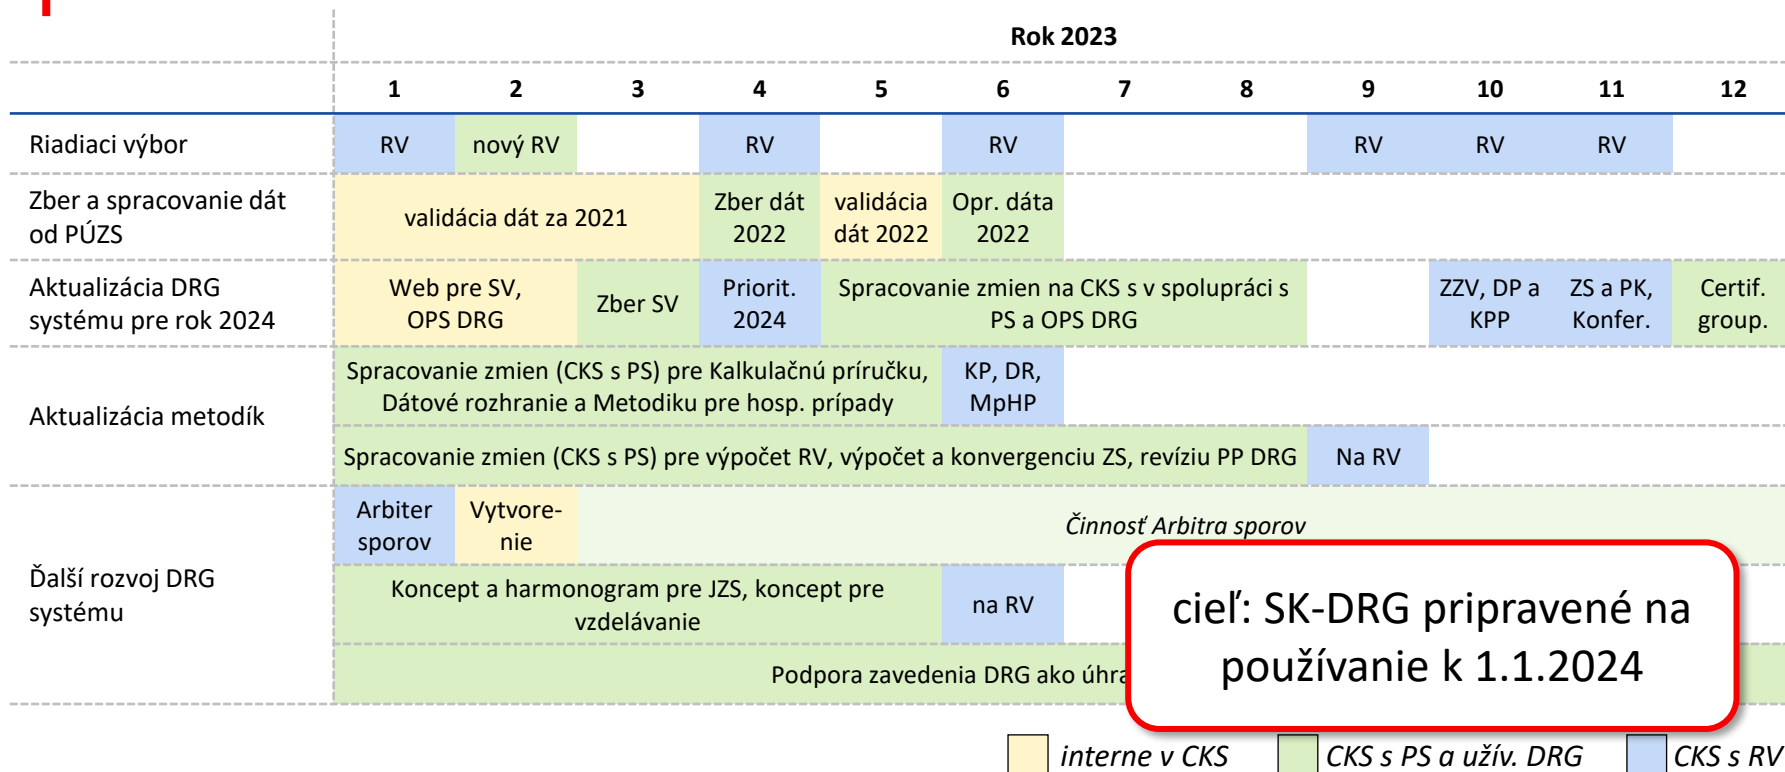 Rok 2023
1 2 3 4 5 6 7 8 9 10 11 12
Riadiaci výbor
RV
nový RV
RV
RV
RV
RV
RV
Zber a spracovanie dát
od PÚZS
validácia dát za 2021
Zber dát
2022
validácia
dát 2022
Opr. dáta
2022
Aktualizácia DRG
systému pre rok 2024
Web pre SV,
OPS DRG
Zber SV
Priorit.
2024
Spracovanie zmien na CKS s v spolupráci s
PS a OPS DRG
ZZV, DP a
KPP
ZS a PK,
Konfer.
Certif.
group.
Aktualizácia metodík
Spracovanie zmien (CKS s PS) pre Kalkulačnú príručku,
Dátové rozhranie a Metodiku pre hosp. prípady
KP, DR,
MpHP
Spracovanie zmien (CKS s PS) pre výpočet RV, výpočet a konvergenciu ZS, revíziu PP DRG
Na RV
Ďalší rozvoj DRG
systému
Arbiter
sporov
Vytvore-
nie
Činnosť Arbitra sporov
Koncept a harmonogram pre JZS, koncept pre
vzdelávanie
na RV
Podpora zavedenia DRG ako
cieľ: SK-DRG pripravené na
používanie k 1.1.2024
interne v CKS
CKS s PS a užív. DRG
CKS s RV